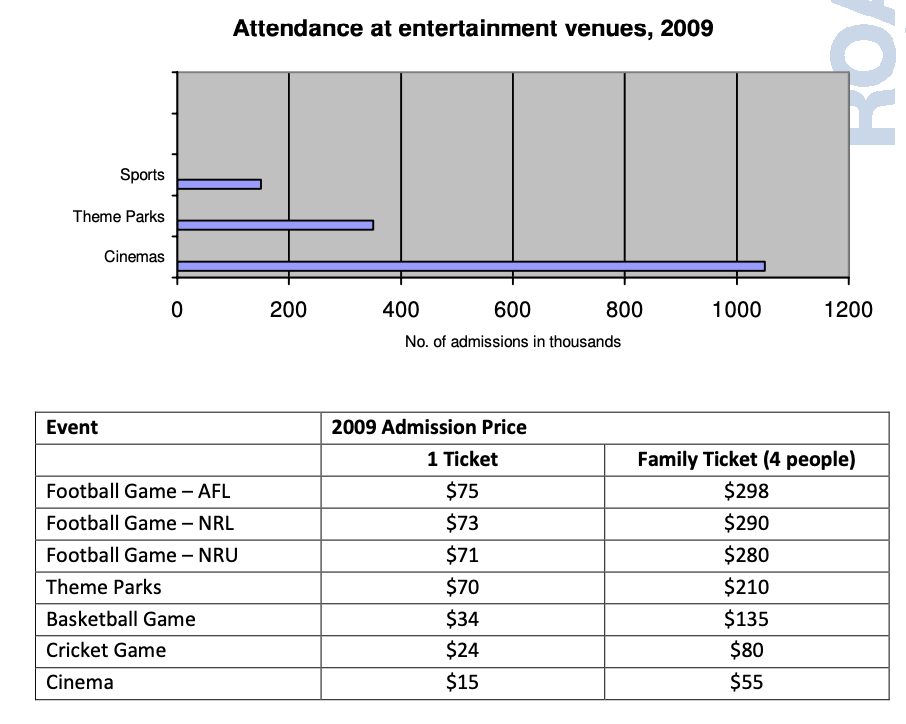 Attendance at entertainment venues, 2009
Sports
Theme Parks
Cinemas
0 200 400 600 800 1000 1200
No. of admissions in thousands
Event 2009 Admission Price
1 Ticket Family Ticket (4 people)
Football Game – AFL $75 $298
Football Game – NRL $73 $290
Football Game – NRU $71 $280
Theme Parks $70 $210
Basketball Game $34 $135
Cricket Game $24 $80
Cinema $15 $55